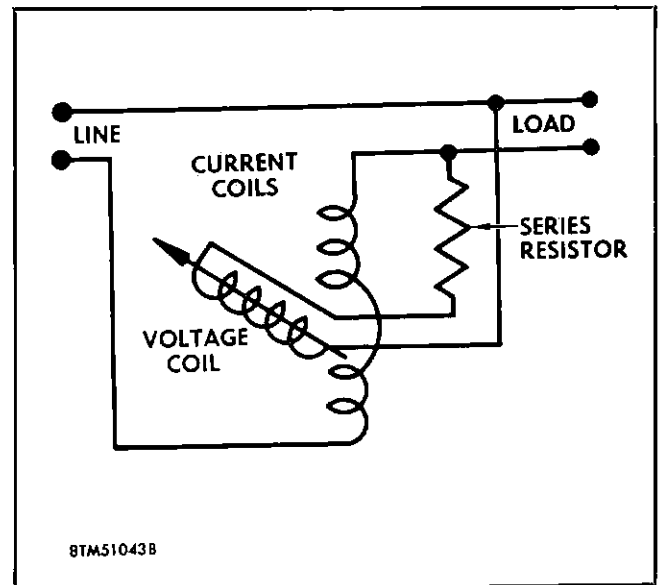 LINE
LOAD
CURRENT
COILS
SERIES
RESISTOR
VOLTAGE
COIL
8TM51043B